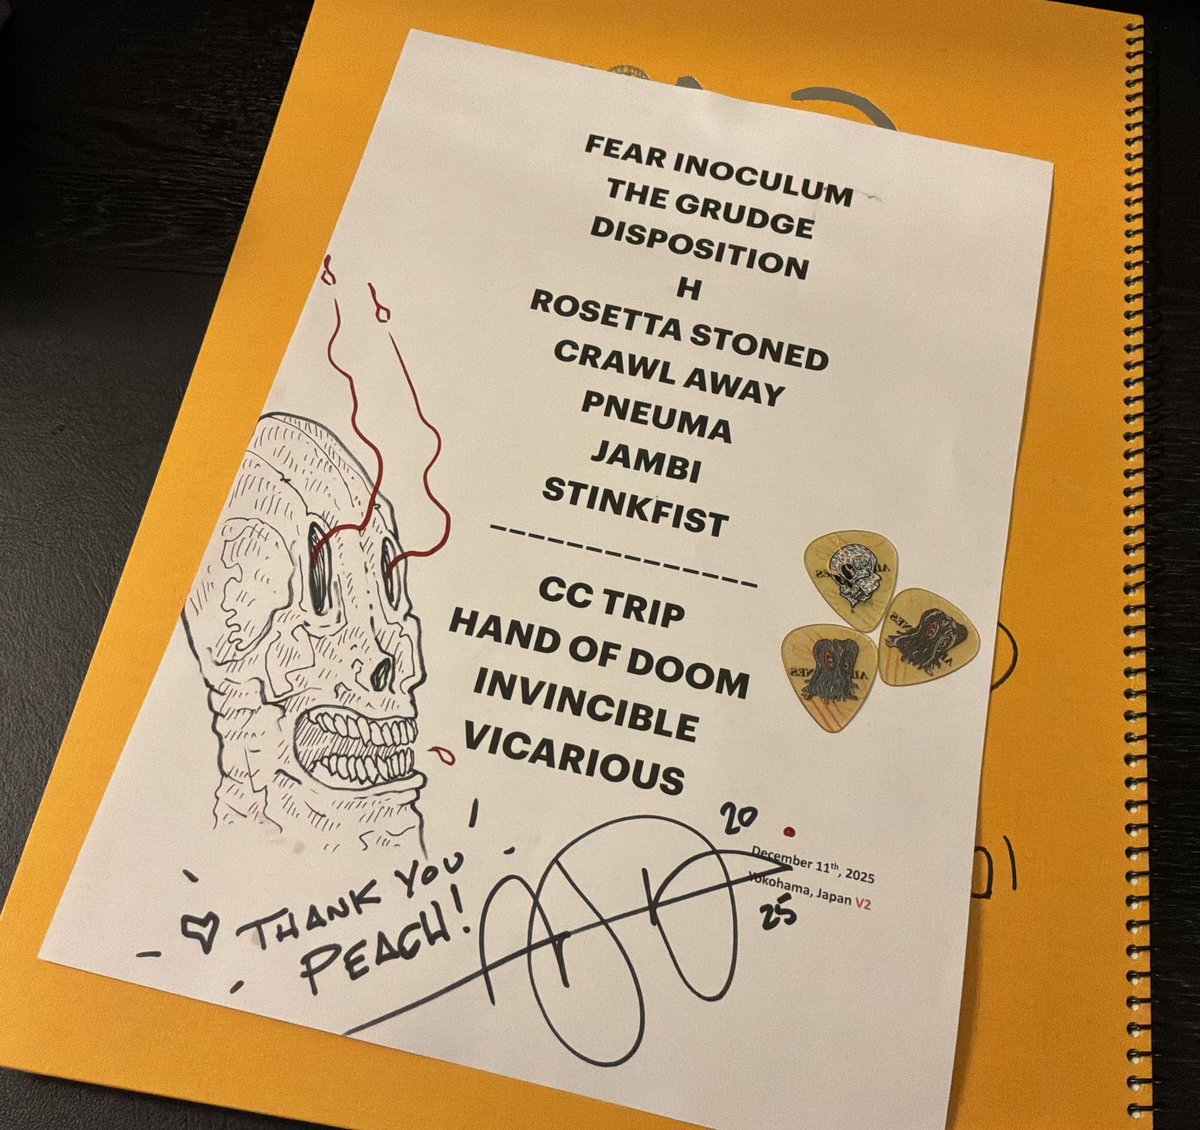 FEAR INOCULUM
THE GRUDGE
DISPOSITION
H
ROSETTA STONED
CRAWL AWAY
PNEUMA
JAMBI
STINKFIST
_ _ _ _ _ _ _ _ _ _ _ _ _
CC TRIP
HAND OF DOOM
INVINCIBLE
VICARIOUS
20
December 11th, 2025
Yokohama, Japan V2
25
THANK YOU
PEACH!